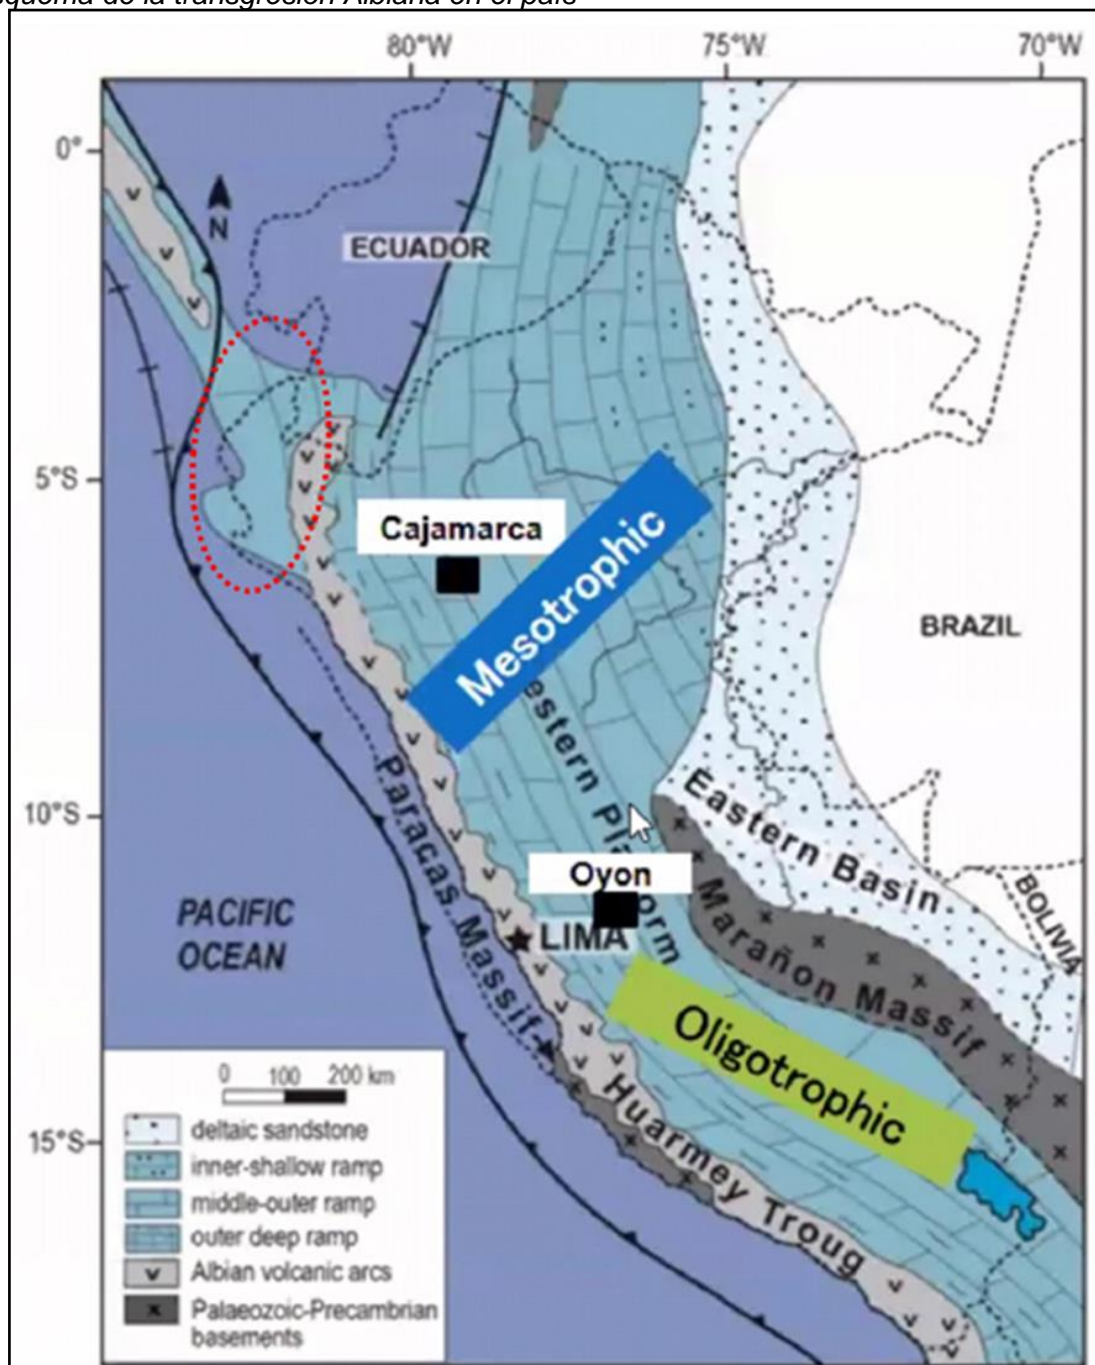 squema de la transgresión Albiana en el país
80°W
75°W
70°W
0°
N
ECUADOR
5°S
Cajamarca
Mesotrophic
BRAZIL
estern Pla
orm
10°S
Paracas Massif
Eastern Basin
Oyon
BOLIVIA
PACIFIC
OCEAN
LIMA
Marañon Massif
Oligotrophic
Huarmey Troug
15°S
0 100 200 km
deltaic sandstone
inner-shallow ramp
middle-outer ramp
outer deep ramp
v Albian volcanic arcs
x Palaeozoic-Precambrian
basements